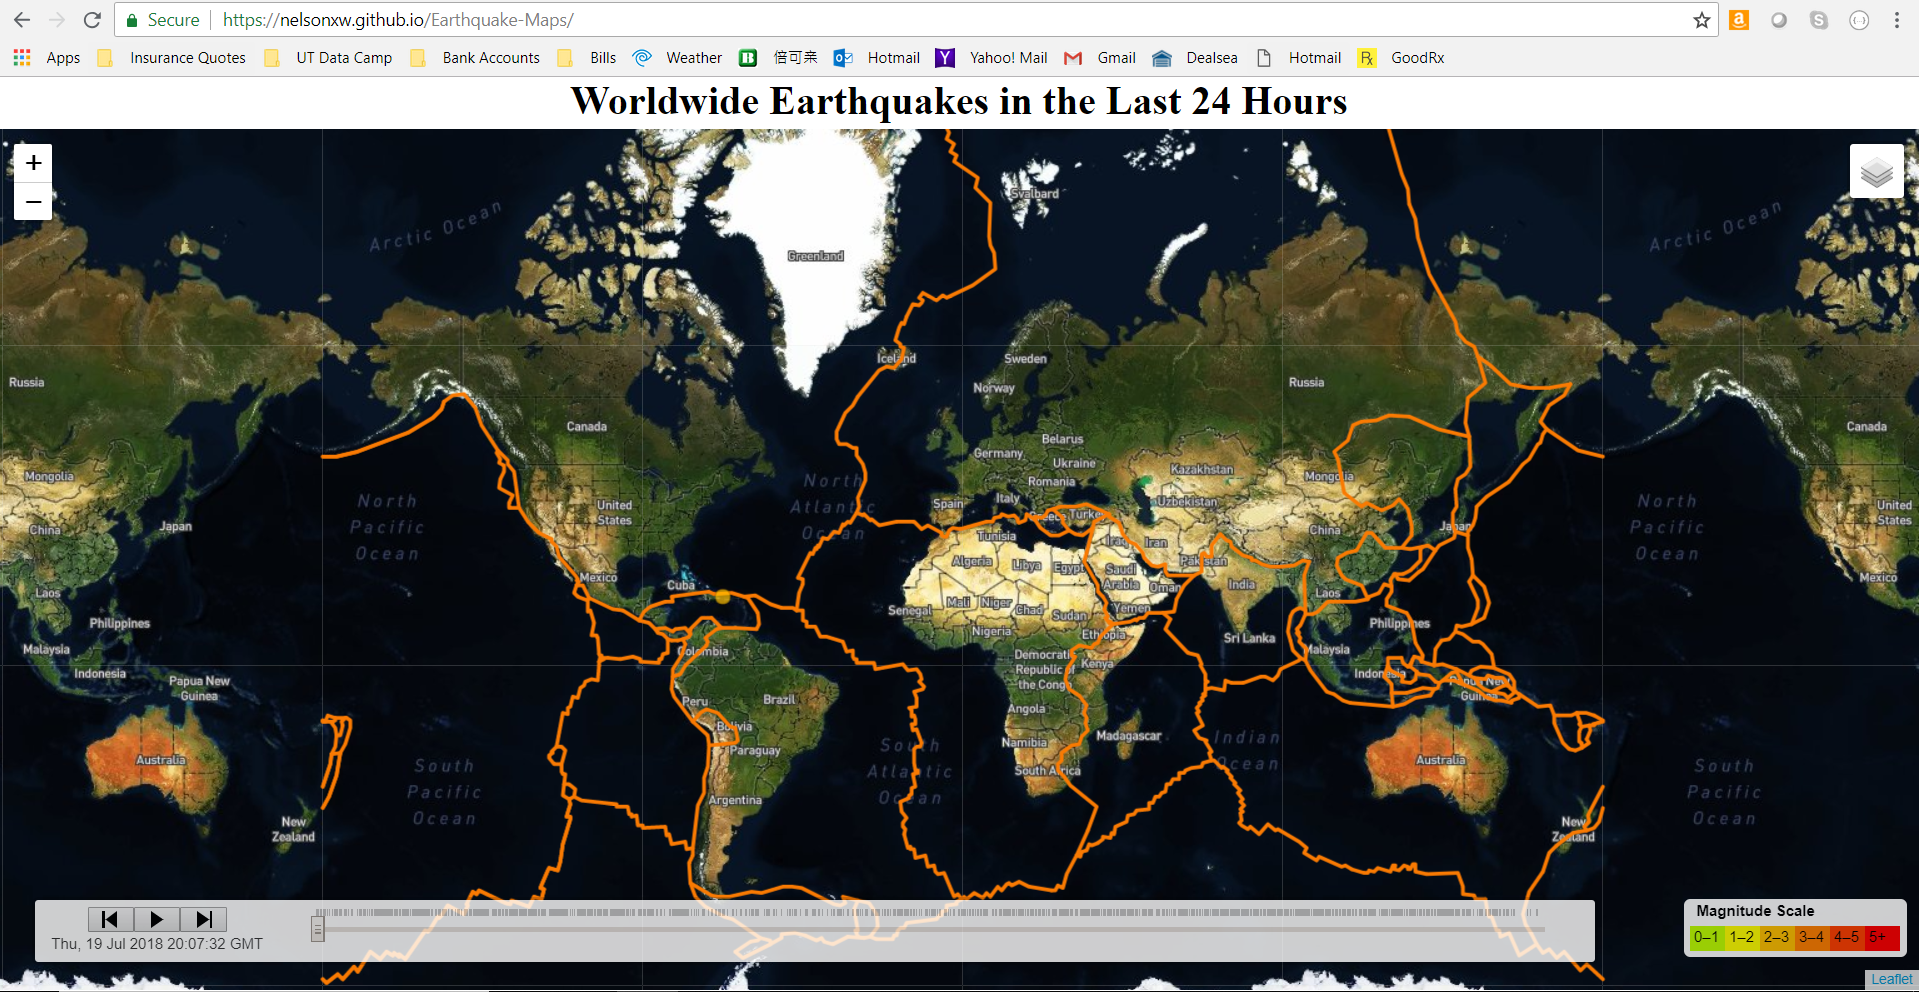 Secure https://nelsonxw.github.io/Earthquake-Maps/
Apps Insurance Quotes UT Data Camp Bank Accounts Bills Weather 倍可亲 Hotmail Yahoo! Mail Gmail Dealsea Hotmail GoodRx
Worldwide Earthquakes in the Last 24 Hours
+
−
Svalbard
Arctic Ocean
Arctic Ocean
Greenland
Iceland
Sweden
Russia
Norway
Russia
Canada
Canada
Belarus
Germany
Ukraine
Mongolia
Kazakhstan
Mongolia
Romania
North Pacific Ocean
North Atlantic Ocean
Italy
Spain
Uzbekistan
North Pacific Ocean
United States
United States
Greece
Turkey
China
Japan
Tunisia
Iraq
Iran
China
Japan
Algeria
Libya
Egypt
Saudi Arabia
Pakistan
Mexico
Cuba
Oman
India
Mexico
Laos
Laos
Senegal
Mali
Niger
Chad
Sudan
Yemen
Philippines
Nigeria
Ethiopia
Sri Lanka
Philippines
Malaysia
Colombia
Democratic Republic of the Congo
Kenya
Malaysia
Indonesia
Papua New Guinea
Indonesia
Papua New Guinea
Peru
Brazil
Angola
Bolivia
Madagascar
Paraguay
Namibia
South Atlantic Ocean
Indian Ocean
Australia
South Pacific Ocean
South Africa
Australia
South Pacific Ocean
Argentina
New Zealand
New Zealand
Thu, 19 Jul 2018 20:07:32 GMT
Magnitude Scale
0–1 1–2 2–3 3–4 4–5 5+
Leaflet